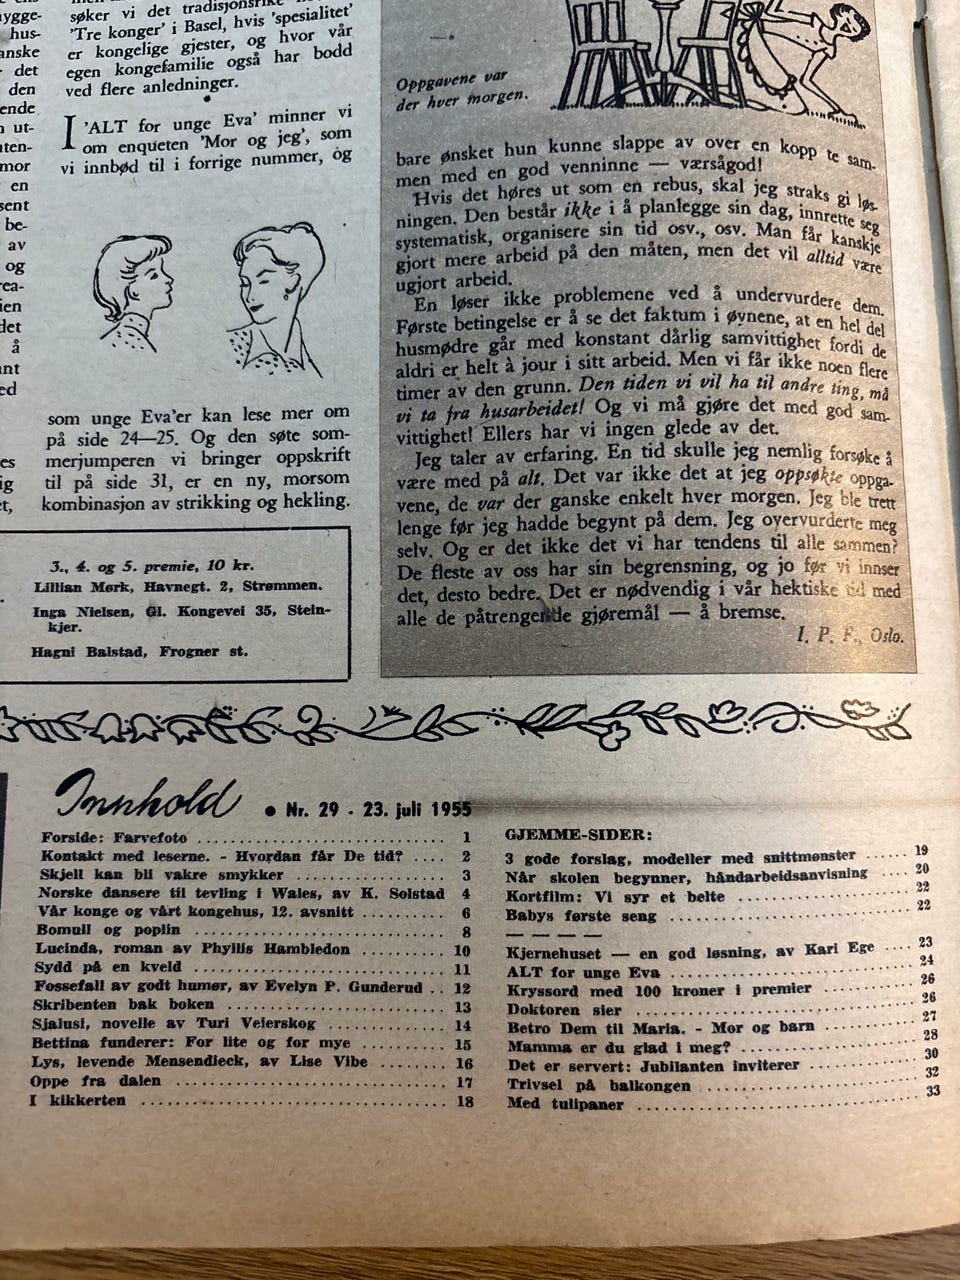 ygge-
hus-
anske
det
den
ende
n ut-
nten-
mor
en
sent
be-
av
og
rea-
ien
det
å
ant
ed
es
ig
et,
søker vi det tradisjonsrike
'Tre konger' i Basel, hvis 'spesialitet'
er kongelige gjester, og hvor vår
egen kongefamilie også har bodd
ved flere anledninger.
*
I 'ALT for unge Eva' minner vi
om enqueten 'Mor og jeg', som
vi innbød til i forrige nummer, og
som unge Eva'er kan lese mer om
på side 24—25. Og den søte som-
merjumperen vi bringer oppskrift
til på side 31, er en ny, morsom
kombinasjon av strikking og hekling.
3., 4. og 5. premie, 10 kr.
Lillian Mørk, Havnegt. 2, Strømmen.
Inga Nielsen, Gl. Kongevei 35, Stein-
kjer.
Hagni Balstad, Frogner st.
Oppgavene var
der hver morgen.
bare ønsket hun kunne slappe av over en kopp te sam-
men med en god venninne — værsågod!
Hvis det høres ut som en rebus, skal jeg straks gi løs-
ningen. Den består ikke i å planlegge sin dag, innrette seg
systematisk, organisere sin tid osv., osv. Man får kanskje
gjort mere arbeid på den måten, men det vil alltid være
ugjort arbeid.
En løser ikke problemene ved å undervurdere dem.
Første betingelse er å se det faktum i øynene, at en hel del
husmødre går med konstant dårlig samvittighet fordi de
aldri er helt à jour i sitt arbeid. Men vi får ikke noen flere
timer av den grunn. Den tiden vi vil ha til andre ting, må
vi ta fra husarbeidet! Og vi må gjøre det med god sam-
vittighet! Ellers har vi ingen glede av det.
Jeg taler av erfaring. En tid skulle jeg nemlig forsøke å
være med på alt. Det var ikke det at jeg oppsøkte oppga-
vene, de var der ganske enkelt hver morgen. Jeg ble trett
lenge før jeg hadde begynt på dem. Jeg overvurderte meg
selv. Og er det ikke det vi har tendens til alle sammen?
De fleste av oss har sin begrensning, og jo før vi innser
det, desto bedre. Det er nødvendig i vår hektiske tid med
alle de påtrengende gjøremål — å bremse.
I. P. F., Oslo.
Innhold • Nr. 29 - 23. juli 1955
Forside: Farvefoto .......................... 1
Kontakt med leserne. - Hvordan får De tid? .... 2
Skjell kan bli vakre smykker ................ 3
Norske dansere til tevling i Wales, av K. Solstad 4
Vår konge og vårt kongehus, 12. avsnitt .......... 6
Bomull og poplin ........................... 8
Lucinda, roman av Phyllis Hambledon .......... 10
Sydd på en kveld .......................... 11
Fossefall av godt humør, av Evelyn P. Gunderud .. 12
Skribenten bak boken ...................... 13
Sjalusi, novelle av Turi Veierskog ............ 14
Bettina funderer: For lite og for mye .......... 15
Lys, levende Mensendieck, av Lise Vibe ........ 16
Oppe fra dalen ............................ 17
I kikkerten ................................ 18
GJEMME-SIDER:
3 gode forslag, modeller med snittmønster ...... 19
Når skolen begynner, håndarbeidsanvisning .... 20
Kortfilm: Vi syr et belte .................... 22
Babys første seng .......................... 22
— — — —
Kjernehuset — en god løsning, av Kari Ege .... 23
ALT for unge Eva .......................... 24
Kryssord med 100 kroner i premier ............ 26
Doktoren sier .............................. 26
Betro Dem til Maria. - Mor og barn ............ 27
Mamma er du glad i meg? .................... 28
Det er servert: Jubilanten inviterer ............ 30
Trivsel på balkongen ........................ 32
Med tulipaner .............................. 33